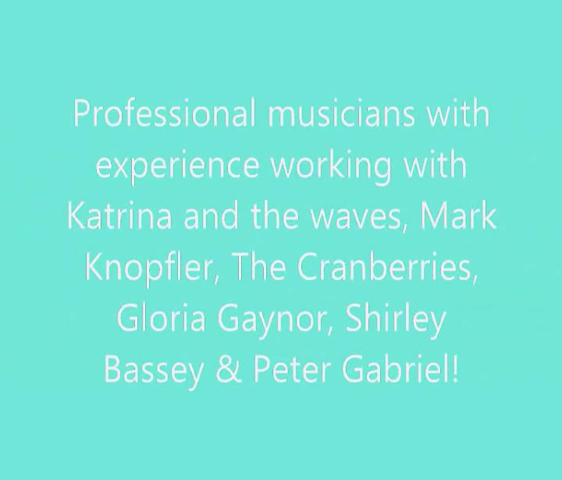 Professional musicians with
experience working with
Katrina and the waves, Mark
Knopfler, The Cranberries,
Gloria Gaynor, Shirley
Bassey & Peter Gabriel!